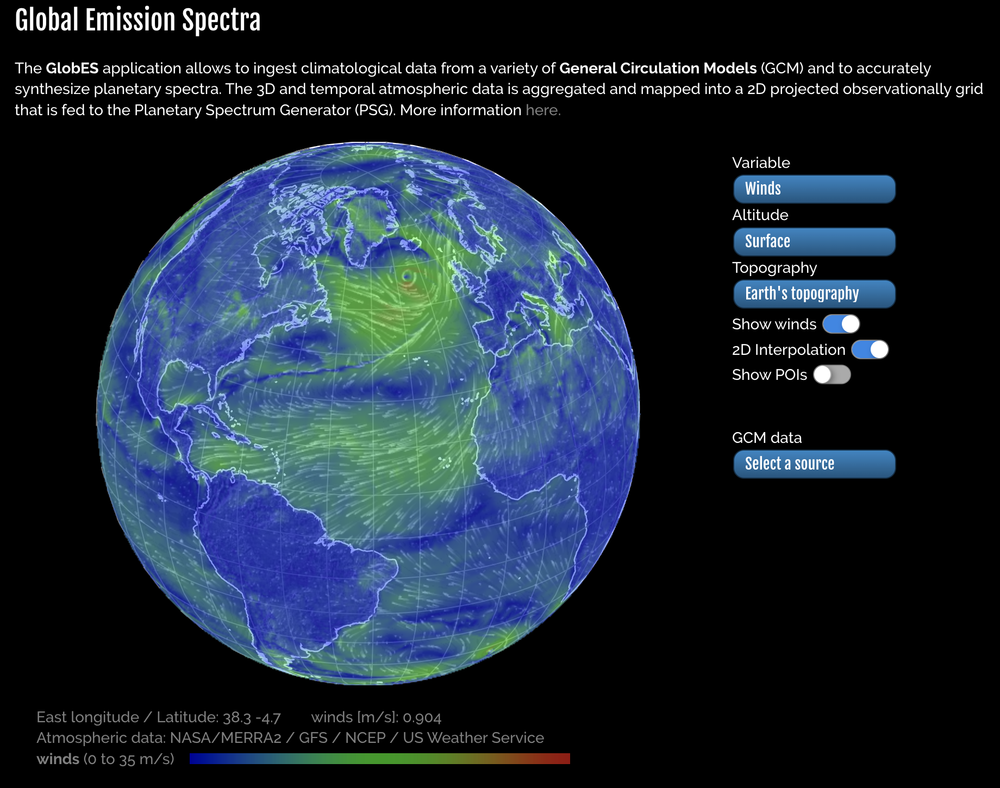 Global Emission Spectra
The GlobES application allows to ingest climatological data from a variety of General Circulation Models (GCM) and to accurately
synthesize planetary spectra. The 3D and temporal atmospheric data is aggregated and mapped into a 2D projected observationally grid
that is fed to the Planetary Spectrum Generator (PSG). More information here.
Variable
Winds
Altitude
Surface
Topography
Earth's topography
Show winds
2D Interpolation
Show POIs
GCM data
Select a source
East longitude / Latitude: 38.3 -4.7 winds [m/s]: 0.904
Atmospheric data: NASA/MERRA2 / GFS / NCEP / US Weather Service
winds (0 to 35 m/s)